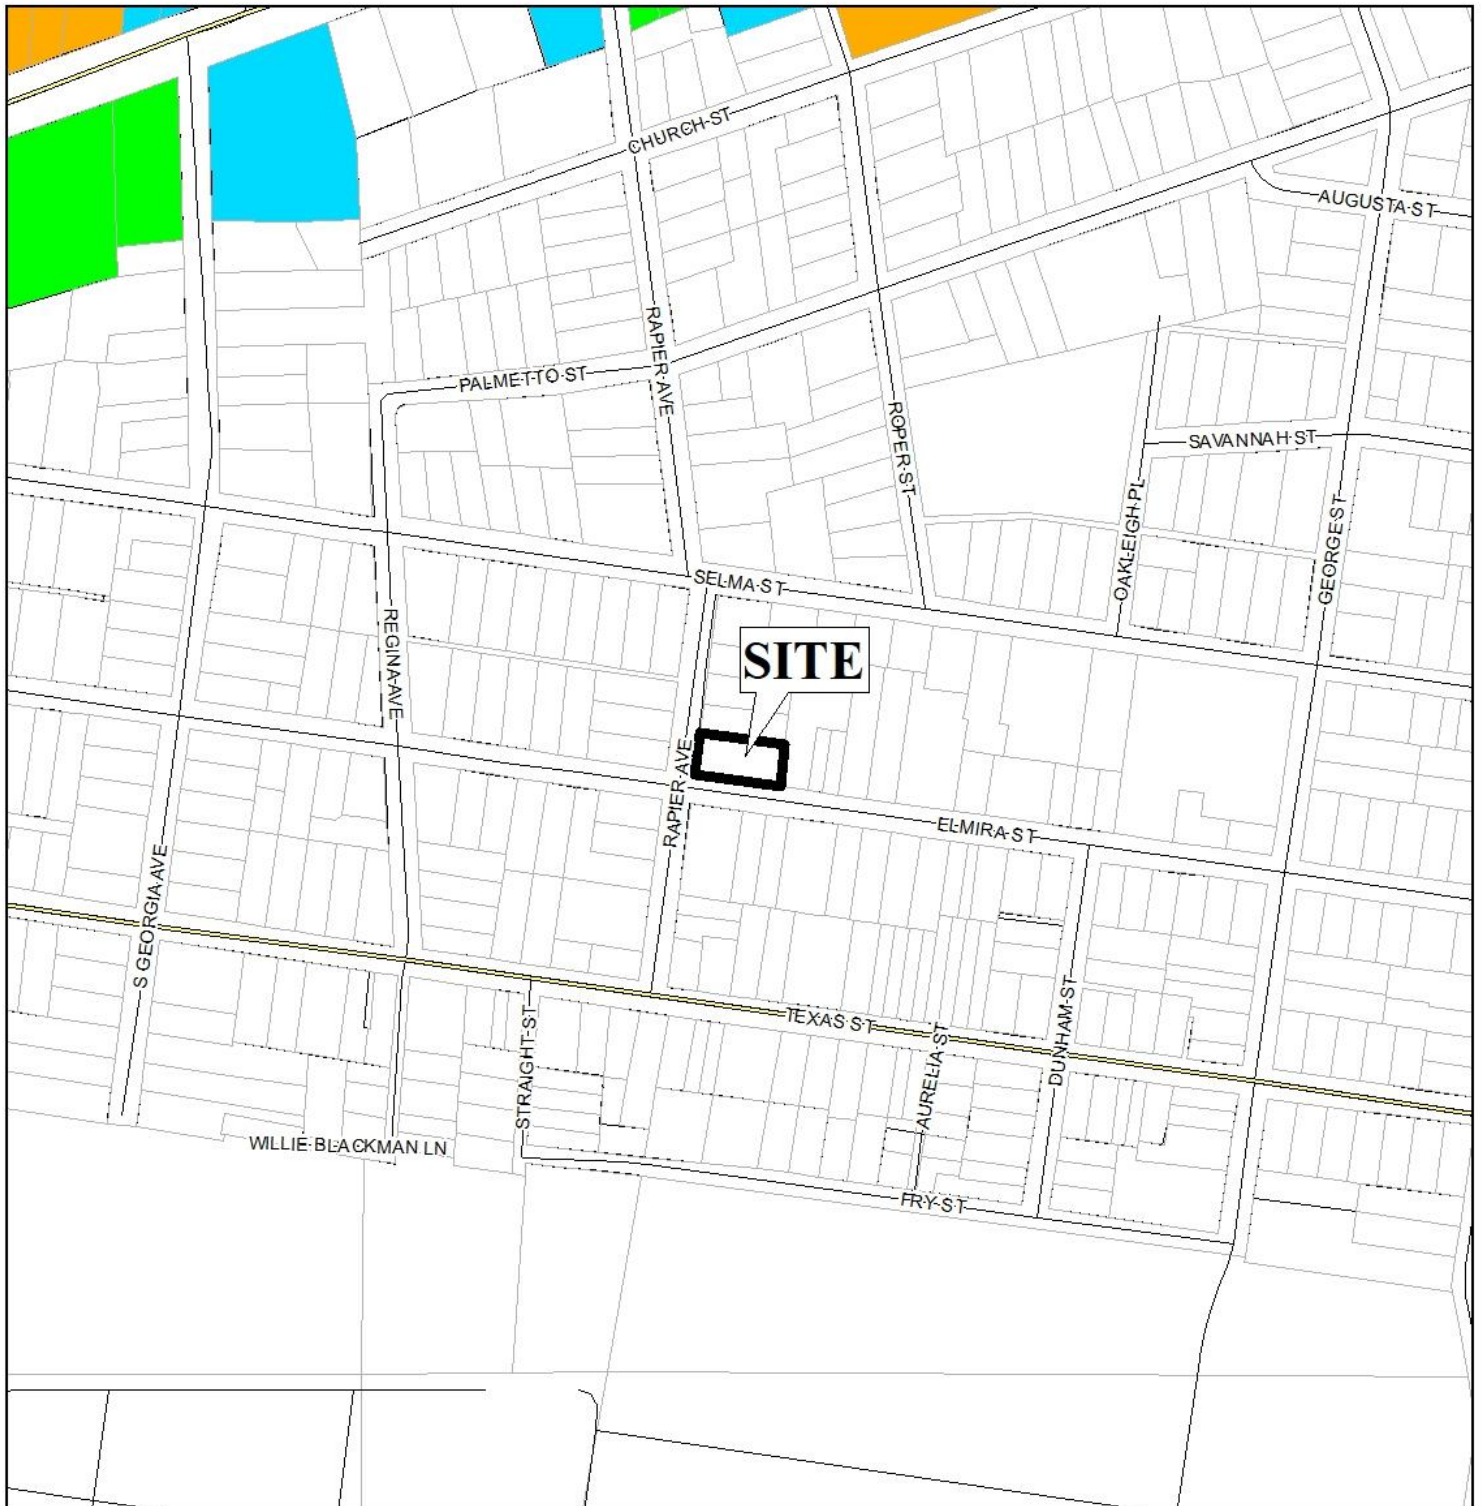 CHURCH ST
AUGUSTA ST
RAPIER AVE
PALMETTO ST
ROPER ST
SAVANNAH ST
OAKLEIGH PL
GEORGE ST
SELMA ST
REGINA AVE
SITE
RAPIER AVE
ELMIRA ST
S GEORGIA AVE
TEXAS ST
STRAIGHT ST
AURELIA ST
DUNHAM ST
WILLIE BLACKMAN LN
FRY ST